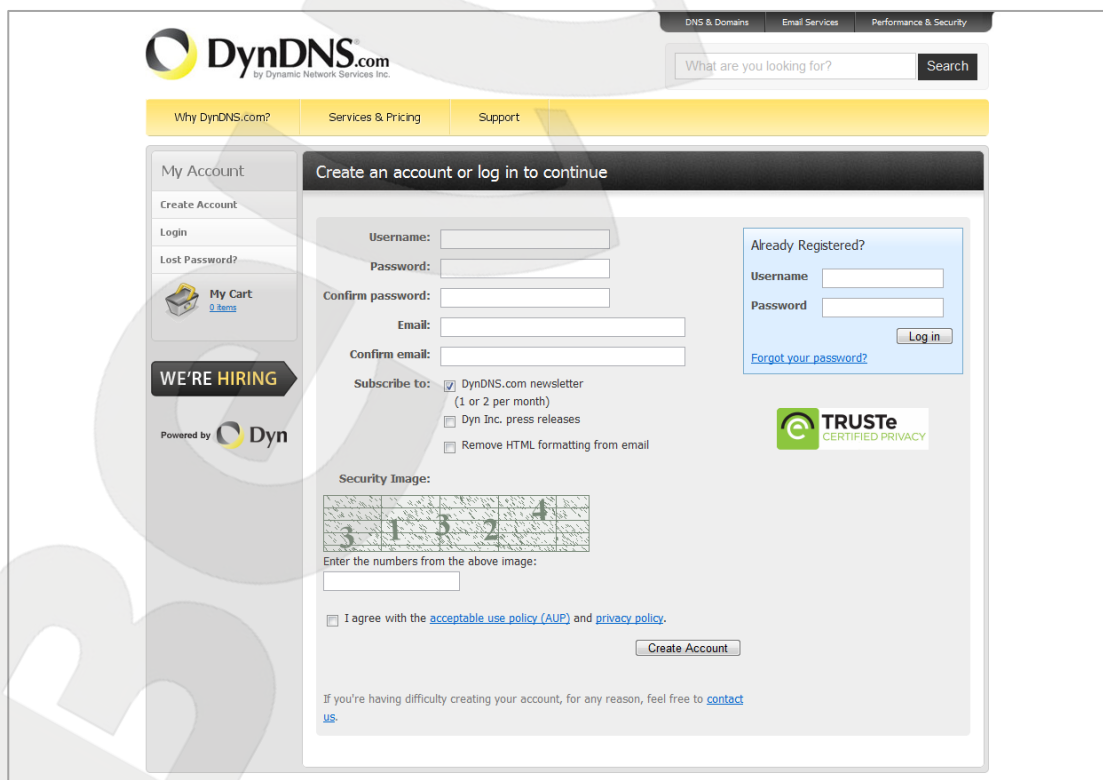 DNS & Domains Email Services Performance & Security
DynDNS.com
by Dynamic Network Services Inc.
What are you looking for? Search
Why DynDNS.com? Services & Pricing Support
My Account
Create Account
Login
Lost Password?
My Cart
0 items
WE'RE HIRING
Powered by Dyn
Create an account or log in to continue
Username:
Password:
Confirm password:
Email:
Confirm email:
Subscribe to: DynDNS.com newsletter
(1 or 2 per month)
Dyn Inc. press releases
Remove HTML formatting from email
Security Image:
3 1 3 2 4
Enter the numbers from the above image:
I agree with the acceptable use policy (AUP) and privacy policy.
Create Account
If you're having difficulty creating your account, for any reason, feel free to contact
us.
Already Registered?
Username
Password
Log in
Forgot your password?
TRUSTe
CERTIFIED PRIVACY